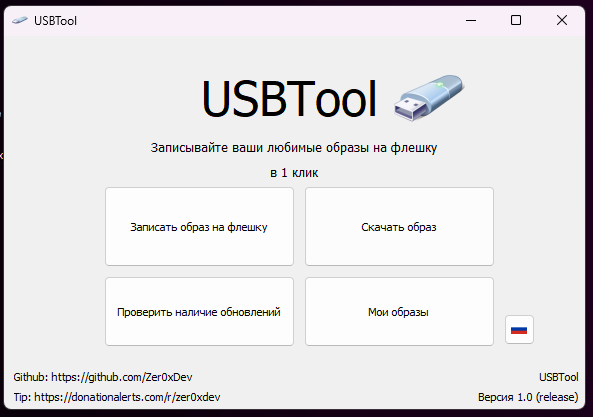 USBTool
USBTool
Записывайте ваши любимые образы на флешку
в 1 клик
Записать образ на флешку
Скачать образ
Проверить наличие обновлений
Мои образы
Github: https://github.com/Zer0xDev
USBTool
Tip: https://donationalerts.com/r/zer0xdev
Версия 1.0 (release)